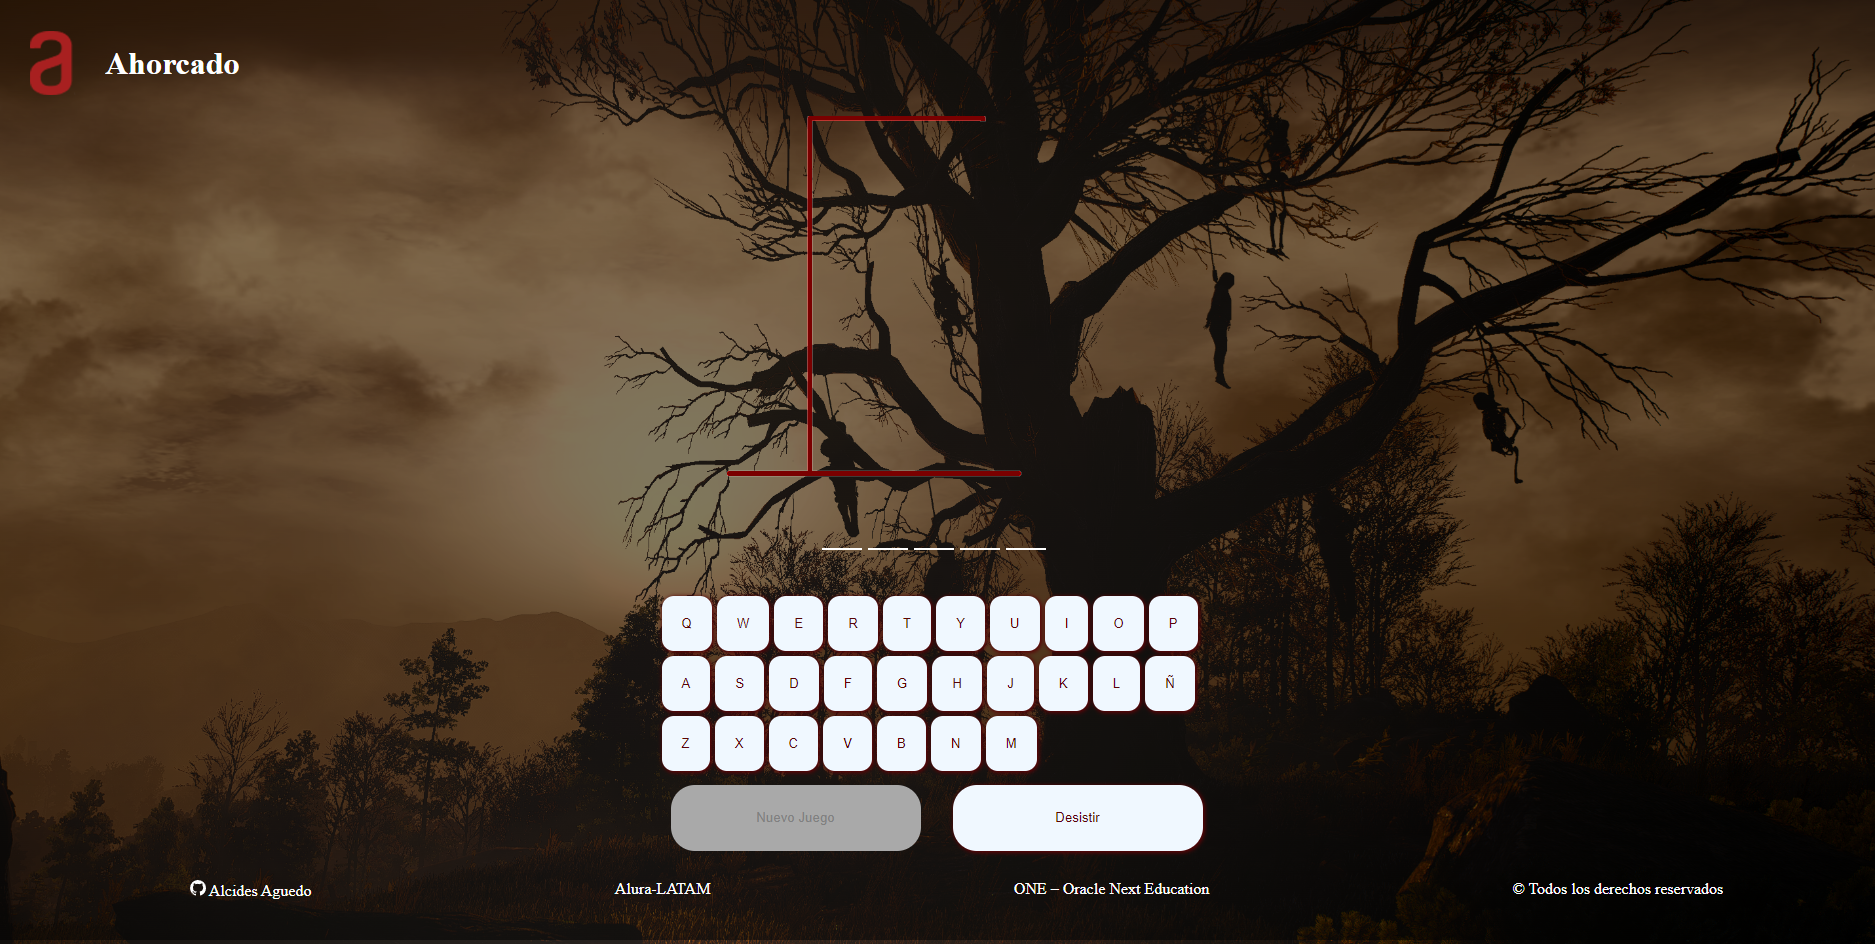 a Ahorcado
Q W E R T Y U I O P
A S D F G H J K L Ñ
Z X C V B N M
Nuevo Juego Desistir
Alcides Aguedo Alura-LATAM ONE – Oracle Next Education © Todos los derechos reservados